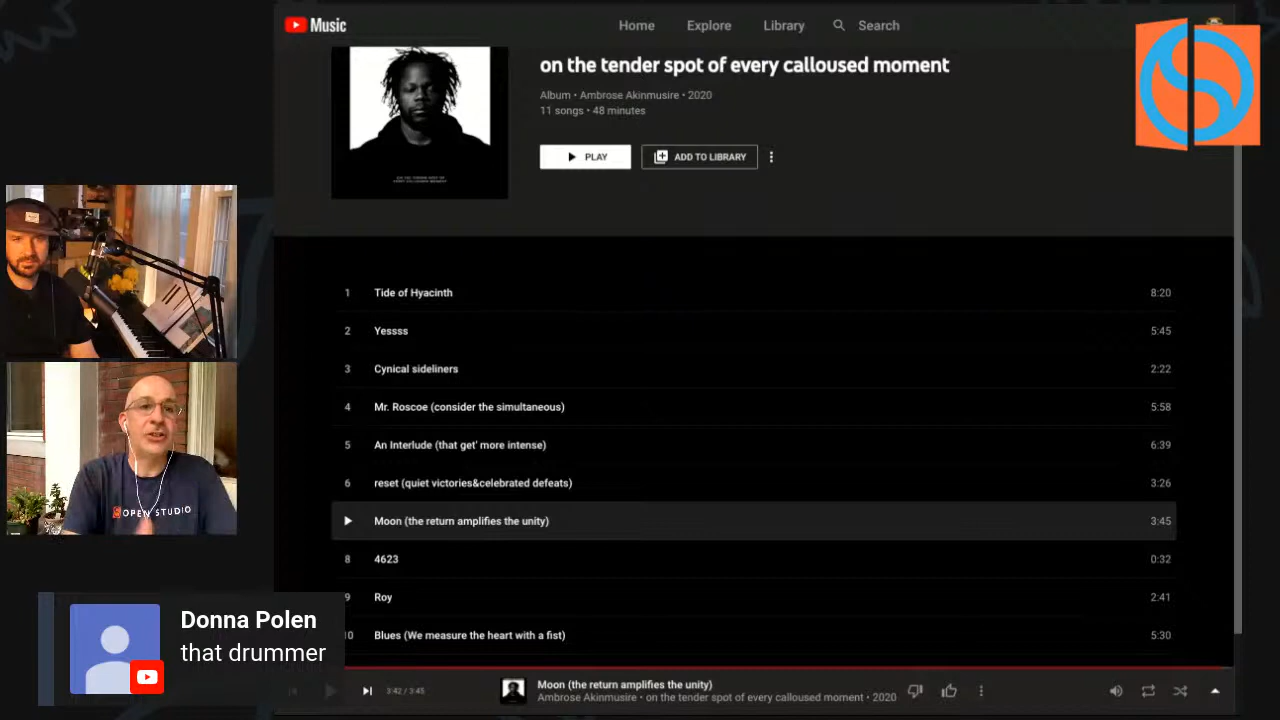 Music
Home
Explore
Library
Search
on the tender spot of every calloused moment
Album • Ambrose Akinmusire • 2020
11 songs • 48 minutes
PLAY
ADD TO LIBRARY
1 Tide of Hyacinth 8:20
2 Yessss 5:45
3 Cynical sideliners 2:22
4 Mr. Roscoe (consider the simultaneous) 5:58
5 An Interlude (that get' more intense) 6:39
6 reset (quiet victories&celebrated defeats) 3:26
Moon (the return amplifies the unity) 3:45
8 4623 0:32
9 Roy 2:41
10 Blues (We measure the heart with a fist) 5:30
OPEN STUDIO
Donna Polen
that drummer
3:42 / 3:45
Moon (the return amplifies the unity)
Ambrose Akinmusire • on the tender spot of every calloused moment • 2020